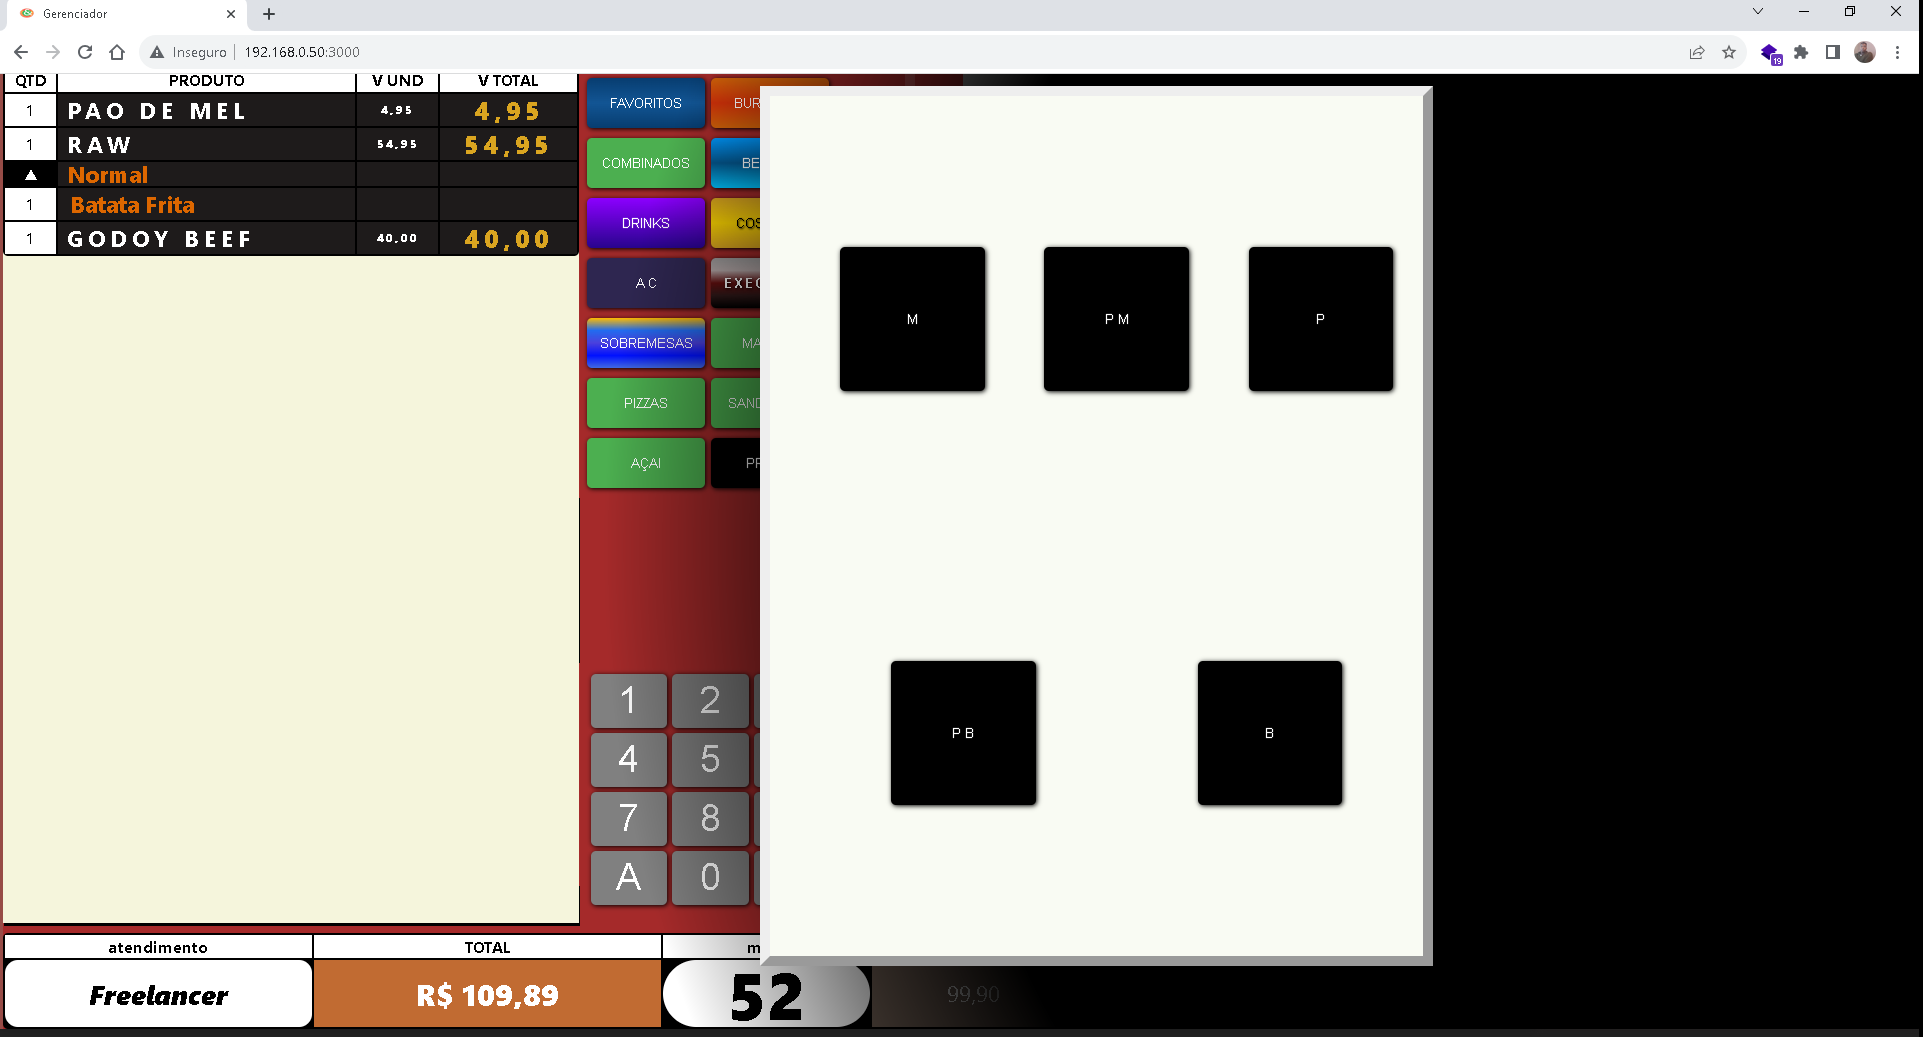 Gerenciador
Inseguro 192.168.0.50:3000
19
QTD PRODUTO V UND V TOTAL
1 PAO DE MEL 4,95 4,95
1 RAW 54,95 54,95
▲ Normal
1 Batata Frita
1 GODOY BEEF 40,00 40,00
FAVORITOS BUR
COMBINADOS BE
DRINKS COS
A C EXEC
SOBREMESAS MA
PIZZAS SAND
AÇAI PR
M P M P
P B B
1 2
4 5
7 8
A 0
atendimento TOTAL m
Freelancer R$ 109,89 52 99,90